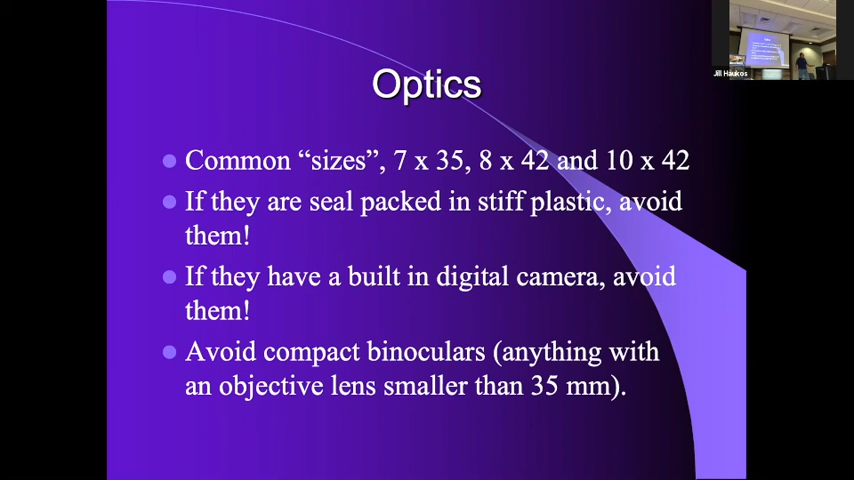 Optics
Common “sizes”, 7 x 35, 8 x 42 and 10 x 42
If they are seal packed in stiff plastic, avoid
them!
If they have a built in digital camera, avoid
them!
Avoid compact binoculars (anything with
an objective lens smaller than 35 mm).
Jill Haukos